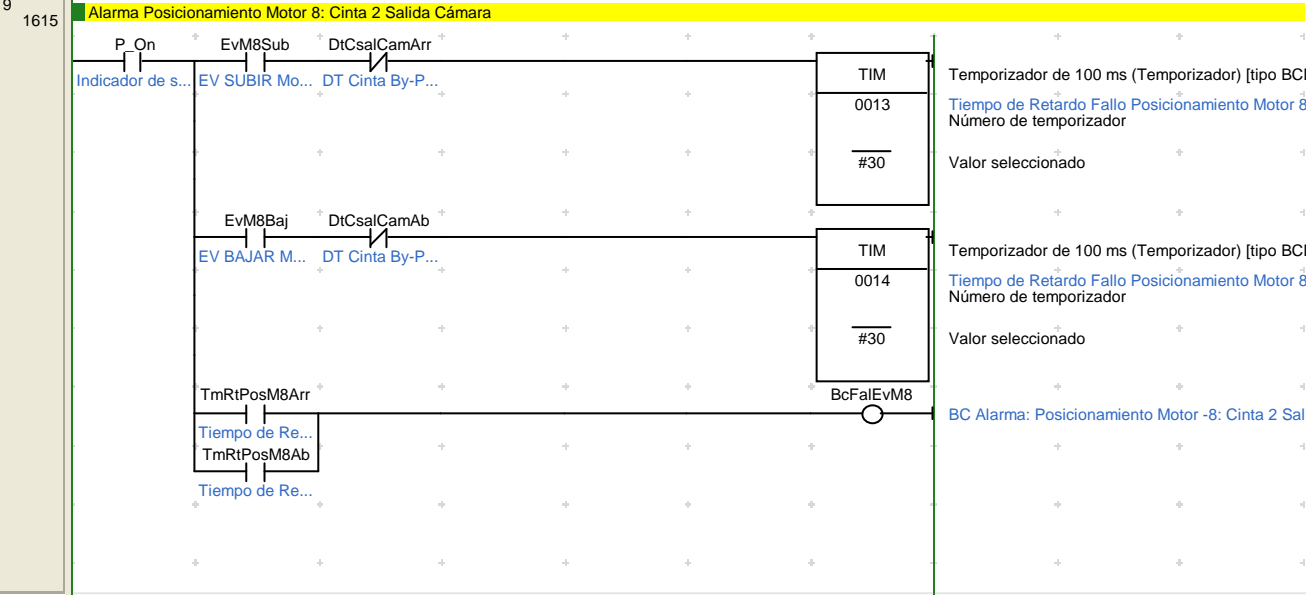 9
1615
Alarma Posicionamiento Motor 8: Cinta 2 Salida Cámara
P_On EvM8Sub DtCsalCamArr
Indicador de s... EV SUBIR Mo... DT Cinta By-P...
TIM Temporizador de 100 ms (Temporizador) [tipo
0013 Tiempo de Retardo Fallo Posicionamiento Motor 8
Número de temporizador
#30 Valor seleccionado
EvM8Baj DtCsalCamAb
EV BAJAR M... DT Cinta By-P...
TIM Temporizador de 100 ms (Temporizador) [tipo
0014 Tiempo de Retardo Fallo Posicionamiento Motor 8
Número de temporizador
#30 Valor seleccionado
TmRtPosM8Arr BcFalEvM8
Tiempo de Re... BC Alarma: Posicionamiento Motor -8: Cinta 2 Sal
TmRtPosM8Ab
Tiempo de Re...